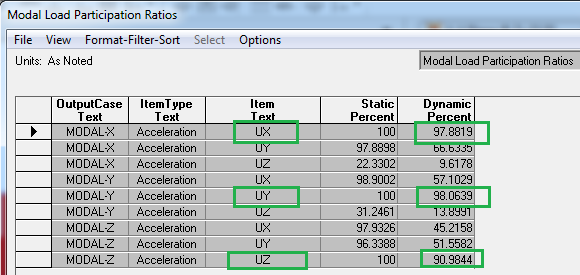 Modal Load Participation Ratios
File View Format-Filter-Sort Select Options
Units: As Noted
Modal Load Participation Ratios
OutputCase Text ItemType Text Item Text Static Percent Dynamic Percent
MODAL-X Acceleration UX 100 97.8819
MODAL-X Acceleration UY 97.8898 66.6335
MODAL-X Acceleration UZ 22.3302 9.6178
MODAL-Y Acceleration UX 98.9002 57.1029
MODAL-Y Acceleration UY 100 98.0639
MODAL-Y Acceleration UZ 31.2461 13.8991
MODAL-Z Acceleration UX 97.9326 45.2158
MODAL-Z Acceleration UY 96.3388 51.5582
MODAL-Z Acceleration UZ 100 90.9844